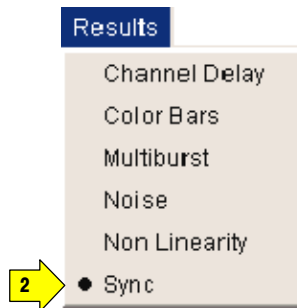 Results
Channel Delay
Color Bars
Multiburst
Noise
Non Linearity
2 ● Sync